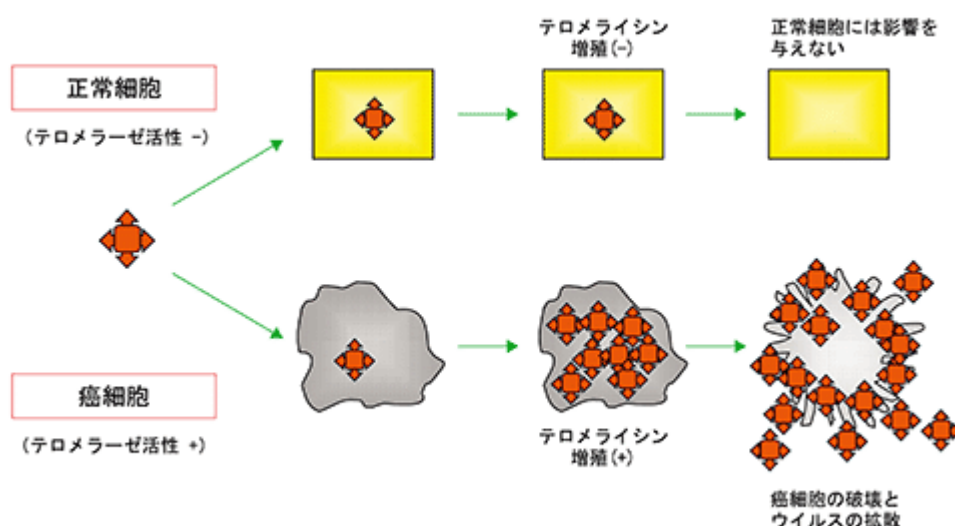 正常細胞
(テロメラーゼ活性 -)
テロメライシン
増殖(-)
正常細胞には影響を
与えない
癌細胞
(テロメラーゼ活性 +)
テロメライシン
増殖(+)
癌細胞の破壊と
ウイルスの拡散